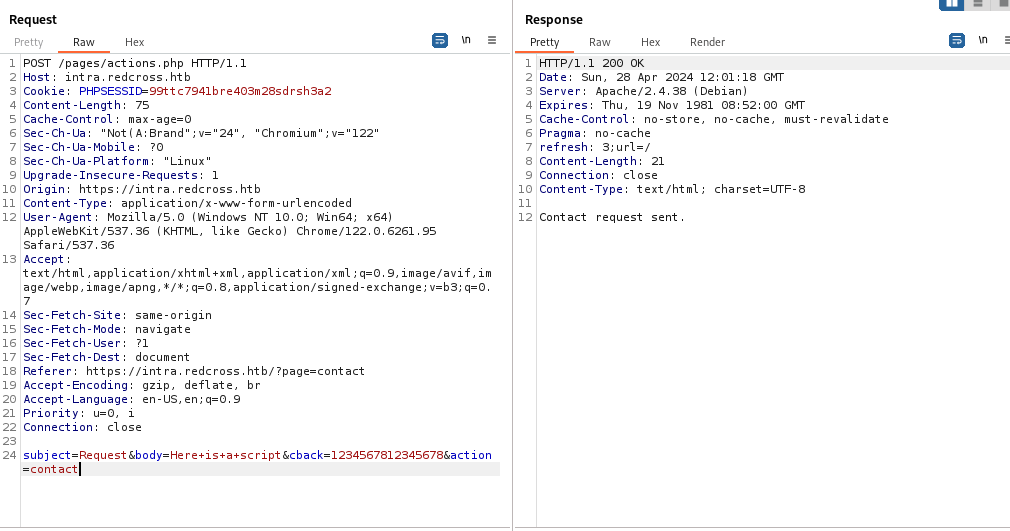 Request
Pretty Raw Hex
\n
1 POST /pages/actions.php HTTP/1.1
2 Host: intra.redcross.htb
3 Cookie: PHPSESSID=99ttc7941bre403m28sdrsh3a2
4 Content-Length: 75
5 Cache-Control: max-age=0
6 Sec-Ch-Ua: "Not(A:Brand";v="24", "Chromium";v="122"
7 Sec-Ch-Ua-Mobile: ?0
8 Sec-Ch-Ua-Platform: "Linux"
9 Upgrade-Insecure-Requests: 1
10 Origin: https://intra.redcross.htb
11 Content-Type: application/x-www-form-urlencoded
12 User-Agent: Mozilla/5.0 (Windows NT 10.0; Win64; x64)
AppleWebKit/537.36 (KHTML, like Gecko) Chrome/122.0.6261.95
Safari/537.36
13 Accept:
text/html,application/xhtml+xml,application/xml;q=0.9,image/avif,im
age/webp,image/apng,*/*;q=0.8,application/signed-exchange;v=b3;q=0.
7
14 Sec-Fetch-Site: same-origin
15 Sec-Fetch-Mode: navigate
16 Sec-Fetch-User: ?1
17 Sec-Fetch-Dest: document
18 Referer: https://intra.redcross.htb/?page=contact
19 Accept-Encoding: gzip, deflate, br
20 Accept-Language: en-US,en;q=0.9
21 Priority: u=0, i
22 Connection: close
23
24 subject=Request&body=Here+is+a+script&cback=1234567812345678&action
=contact
Response
Pretty Raw Hex Render
\n
1 HTTP/1.1 200 OK
2 Date: Sun, 28 Apr 2024 12:01:18 GMT
3 Server: Apache/2.4.38 (Debian)
4 Expires: Thu, 19 Nov 1981 08:52:00 GMT
5 Cache-Control: no-store, no-cache, must-revalidate
6 Pragma: no-cache
7 refresh: 3;url=/
8 Content-Length: 21
9 Connection: close
10 Content-Type: text/html; charset=UTF-8
11
12 Contact request sent.